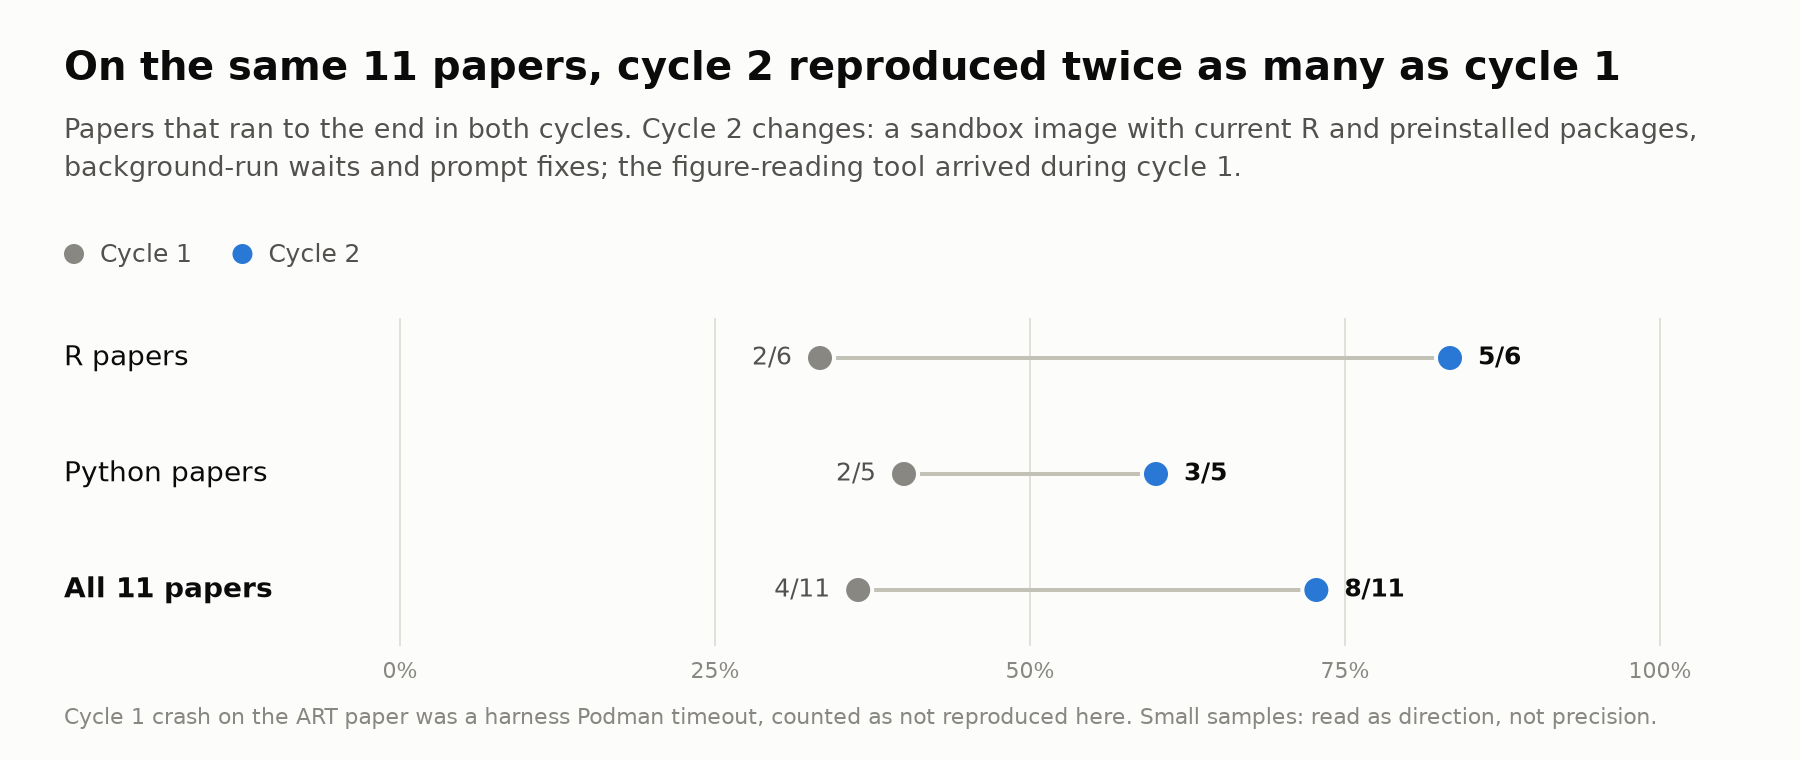 On the same 11 papers, cycle 2 reproduced twice as many as cycle 1
Papers that ran to the end in both cycles. Cycle 2 changes: a sandbox image with current R and preinstalled packages,
background-run waits and prompt fixes; the figure-reading tool arrived during cycle 1.
Cycle 1 Cycle 2
R papers 2/6 5/6
Python papers 2/5 3/5
All 11 papers 4/11 8/11
0% 25% 50% 75% 100%
Cycle 1 crash on the ART paper was a harness Podman timeout, counted as not reproduced here. Small samples: read as direction, not precision.